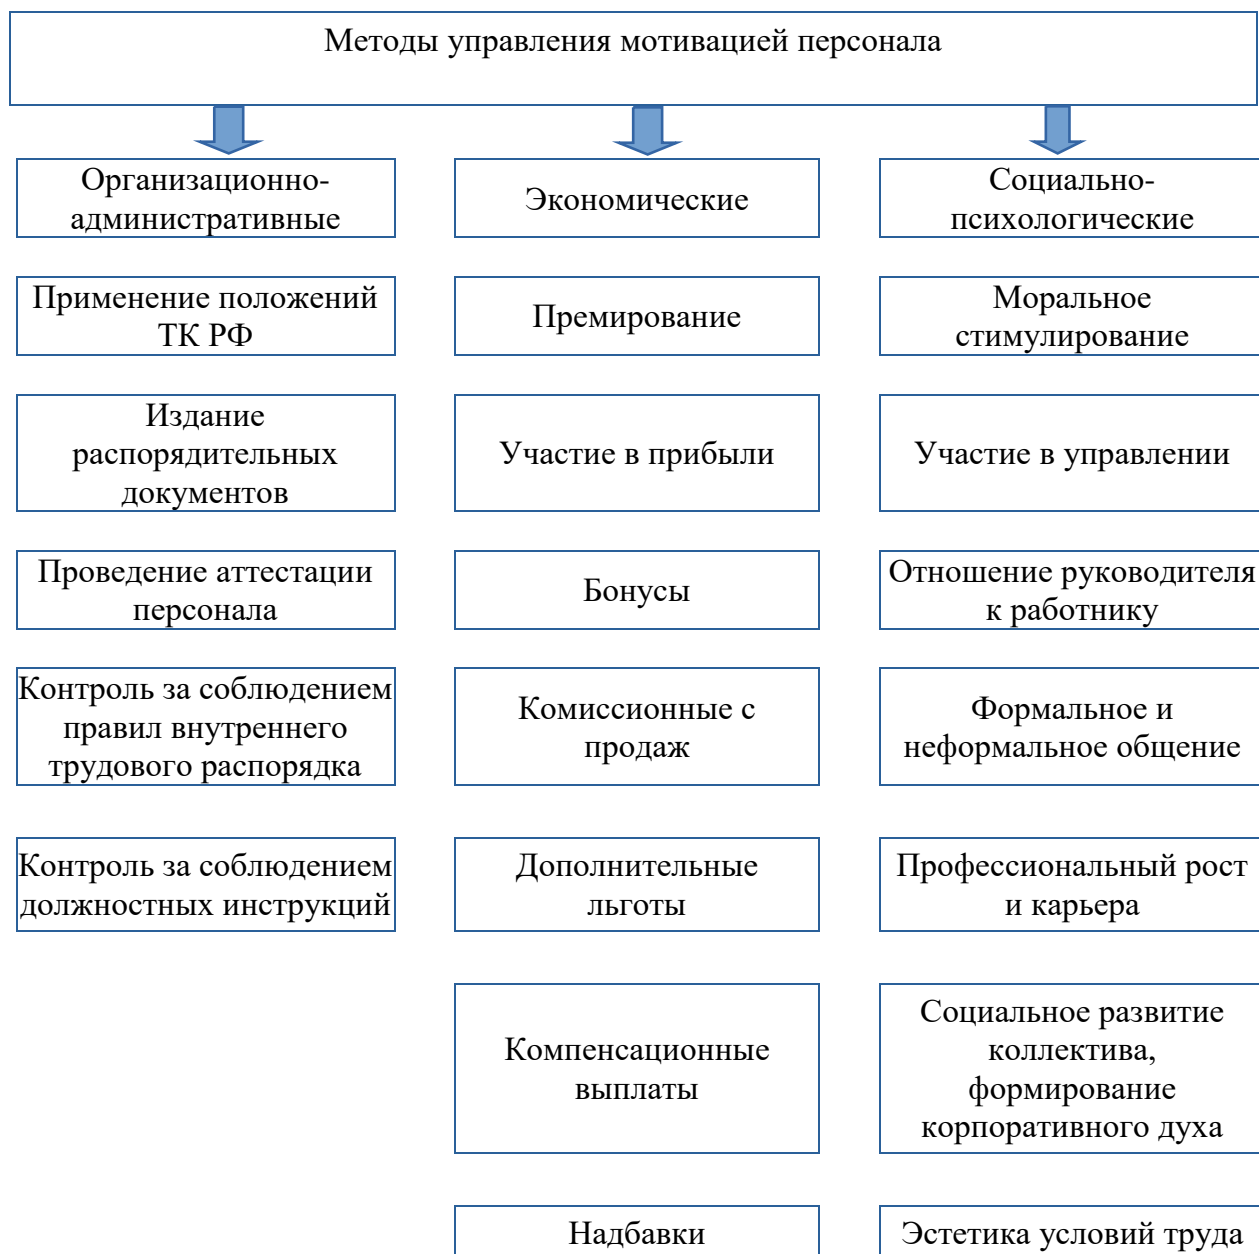 Методы управления мотивацией персонала
Организационно-
административные
Экономические
Социально-
психологические
Применение положений
ТК РФ
Премирование
Моральное
стимулирование
Издание
распорядительных
документов
Участие в прибыли
Участие в управлении
Проведение аттестации
персонала
Бонусы
Отношение руководителя
к работнику
Контроль за соблюдением
правил внутреннего
трудового распорядка
Комиссионные с
продаж
Формальное и
неформальное общение
Контроль за соблюдением
должностных инструкций
Дополнительные
льготы
Профессиональный рост
и карьера
Компенсационные
выплаты
Социальное развитие
коллектива,
формирование
корпоративного духа
Надбавки
Эстетика условий труда